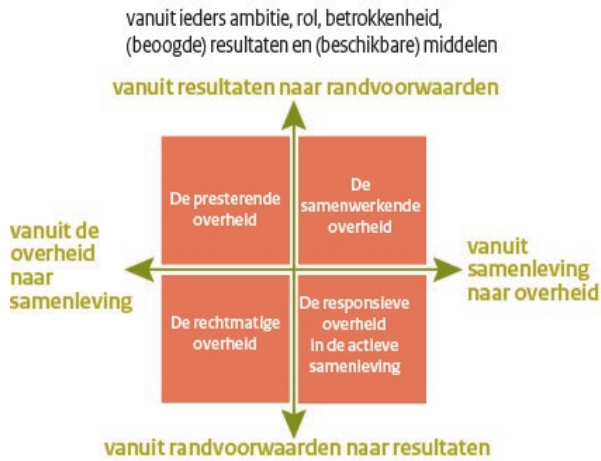 vanuit ieders ambitie, rol, betrokkenheid,
(beoogde) resultaten en (beschikbare) middelen
vanuit resultaten naar randvoorwaarden
De presterende
overheid
De
samenwerkende
overheid
vanuit de
overheid
naar
samenleving
vanuit
samenleving
naar overheid
De rechtmatige
overheid
De responsieve
overheid
in de actieve
samenleving
vanuit randvoorwaarden naar resultaten